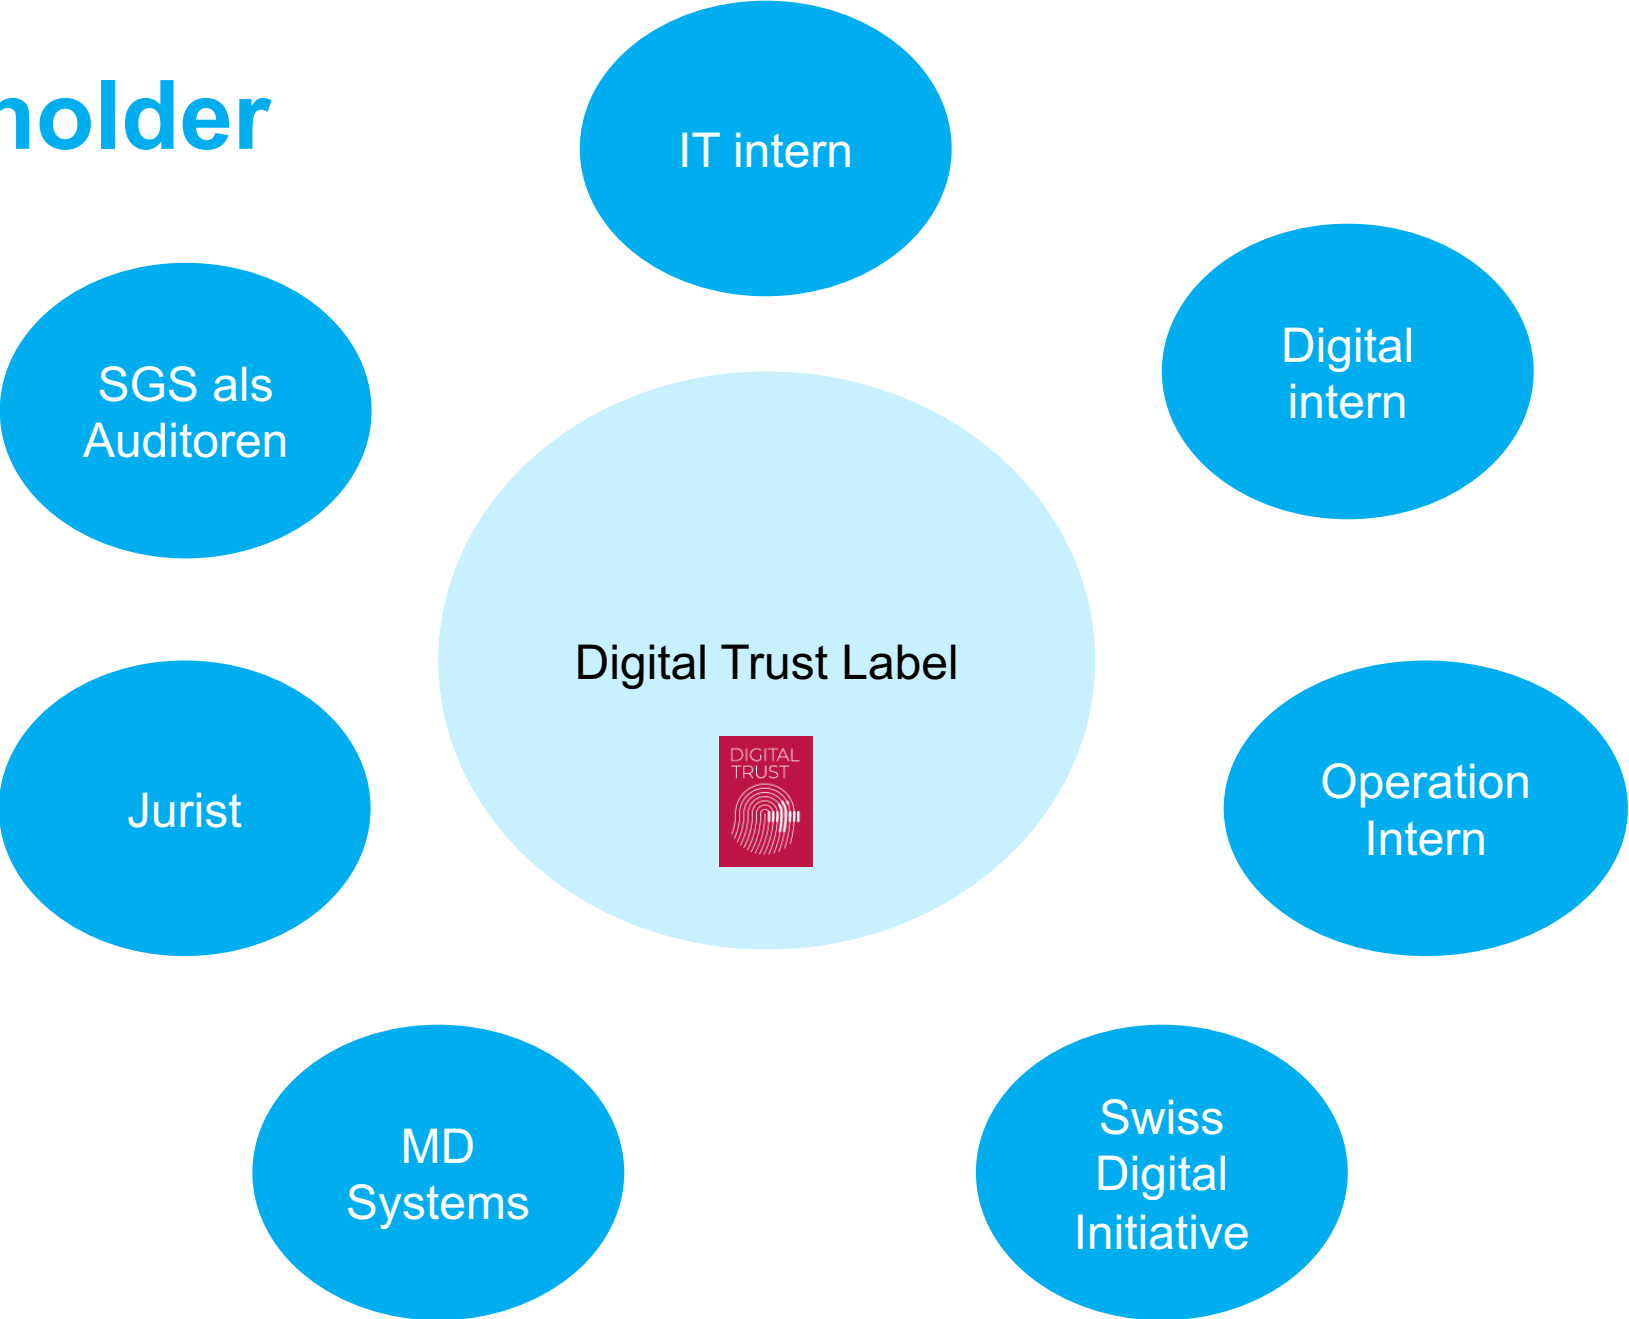 holder
IT intern
Digital
intern
SGS als
Auditoren
Digital Trust Label
DIGITAL
TRUST
Operation
Intern
Jurist
MD
Systems
Swiss
Digital
Initiative